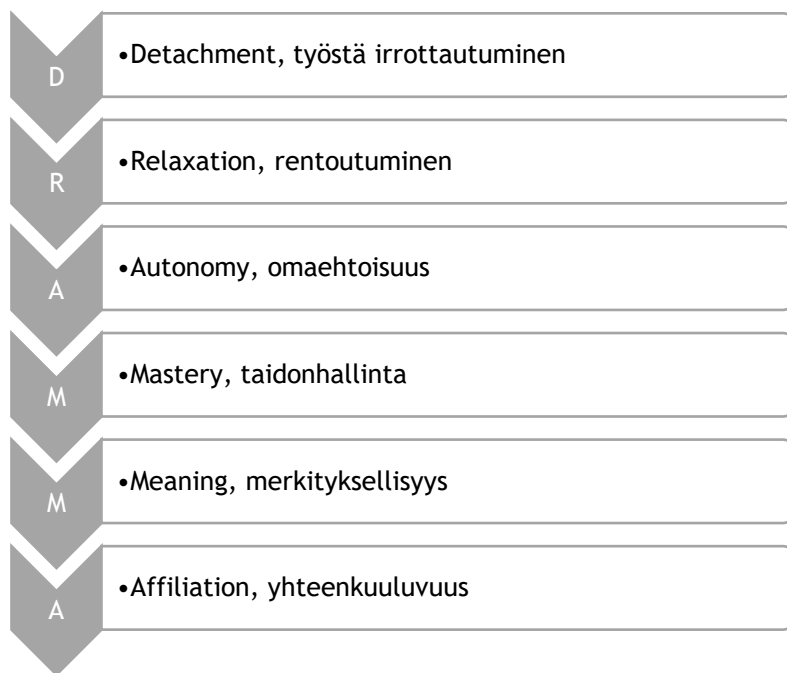 D
•Detachment, työstä irrottautuminen
R
•Relaxation, rentoutuminen
A
•Autonomy, omaehtoisuus
M
•Mastery, taidonhallinta
M
•Meaning, merkityksellisyys
A
•Affiliation, yhteenkuuluvuus